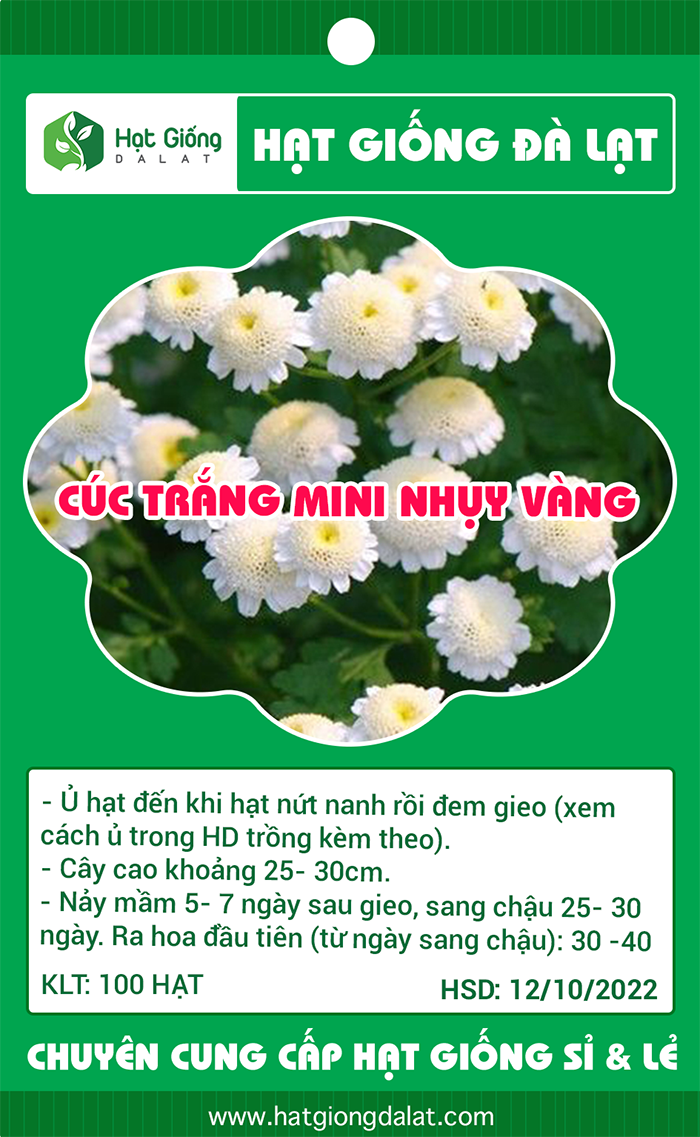 Hạt Giống
DALAT
HẠT GIỐNG ĐÀ LẠT
CÚC TRẮNG MINI NHỤY VÀNG
- Ủ hạt đến khi hạt nứt nanh rồi đem gieo (xem
cách ủ trong HD trồng kèm theo).
- Cây cao khoảng 25- 30cm.
- Nảy mầm 5- 7 ngày sau gieo, sang chậu 25- 30
ngày. Ra hoa đầu tiên (từ ngày sang chậu): 30 -40
KLT: 100 HẠT
HSD: 12/10/2022
CHUYÊN CUNG CẤP HẠT GIỐNG SỈ & LẺ
www.hatgiongdalat.com